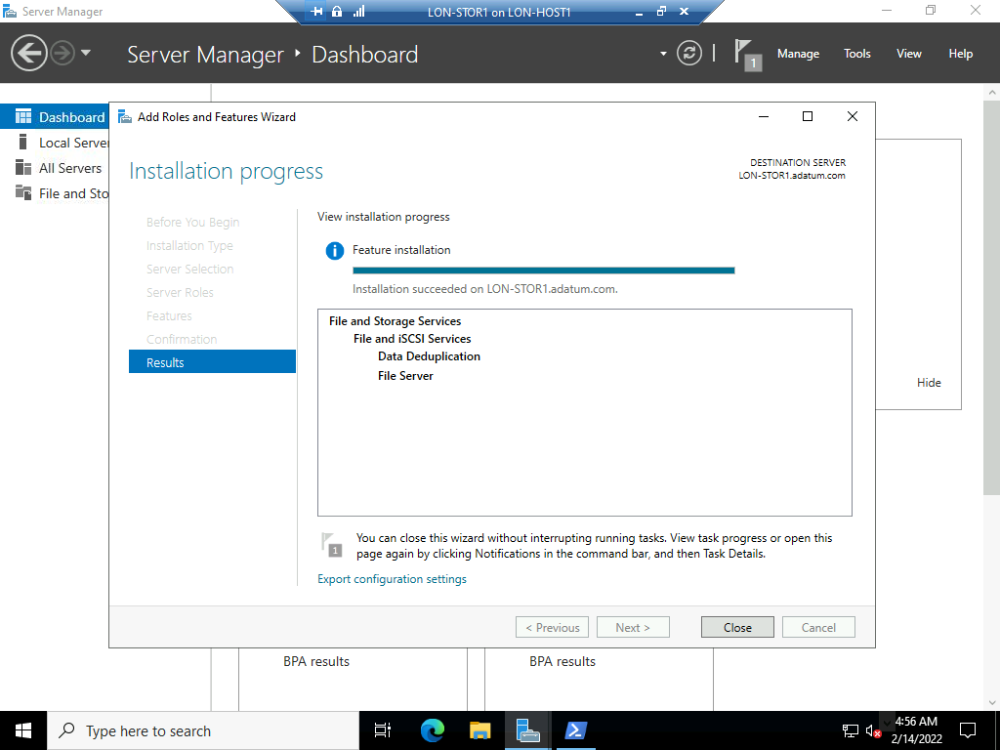 Server Manager
LON-STOR1 on LON-HOST1
Server Manager
Dashboard
1
Manage
Tools
View
Help
Dashboard
Local Server
All Servers
File and Sto
Add Roles and Features Wizard
Installation progress
DESTINATION SERVER
LON-STOR1.adatum.com
Before You Begin
Installation Type
Server Selection
Server Roles
Features
Confirmation
Results
View installation progress
Feature installation
Installation succeeded on LON-STOR1.adatum.com.
File and Storage Services
File and iSCSI Services
Data Deduplication
File Server
Hide
1
You can close this wizard without interrupting running tasks. View task progress or open this
page again by clicking Notifications in the command bar, and then Task Details.
Export configuration settings
< Previous
Next >
Close
Cancel
BPA results
BPA results
Type here to search
4:56 AM
2/14/2022